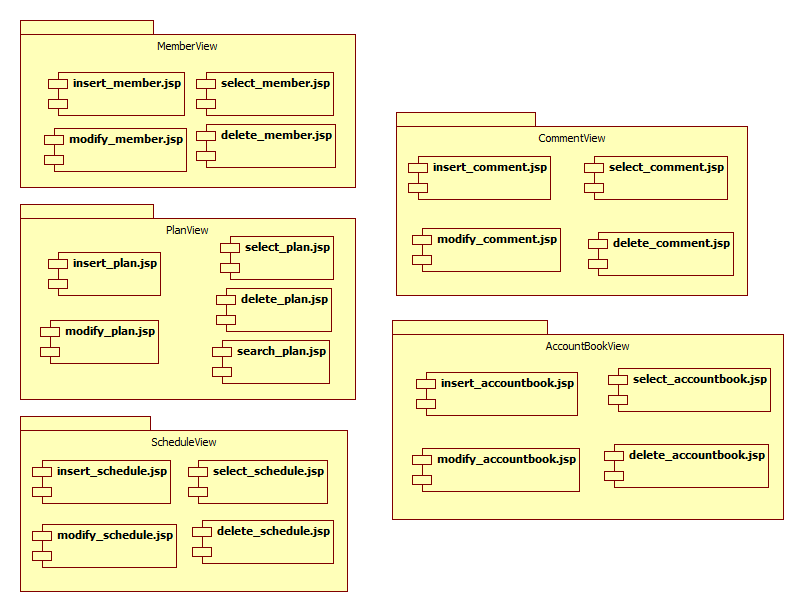 MemberView
insert_member.jsp
select_member.jsp
modify_member.jsp
delete_member.jsp
PlanView
insert_plan.jsp
select_plan.jsp
delete_plan.jsp
modify_plan.jsp
search_plan.jsp
ScheduleView
insert_schedule.jsp
select_schedule.jsp
modify_schedule.jsp
delete_schedule.jsp
CommentView
insert_comment.jsp
select_comment.jsp
modify_comment.jsp
delete_comment.jsp
AccountBookView
insert_accountbook.jsp
select_accountbook.jsp
modify_accountbook.jsp
delete_accountbook.jsp